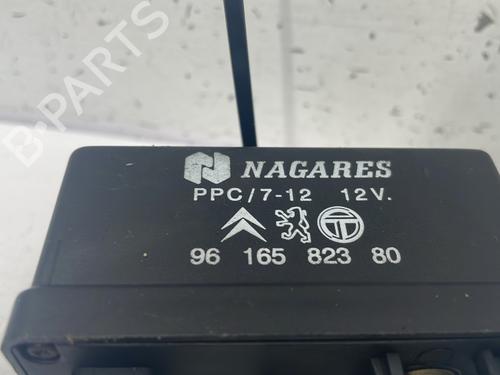 B-PARTS
NAGARES
PPC/7-12 12V.
96 165 823 80